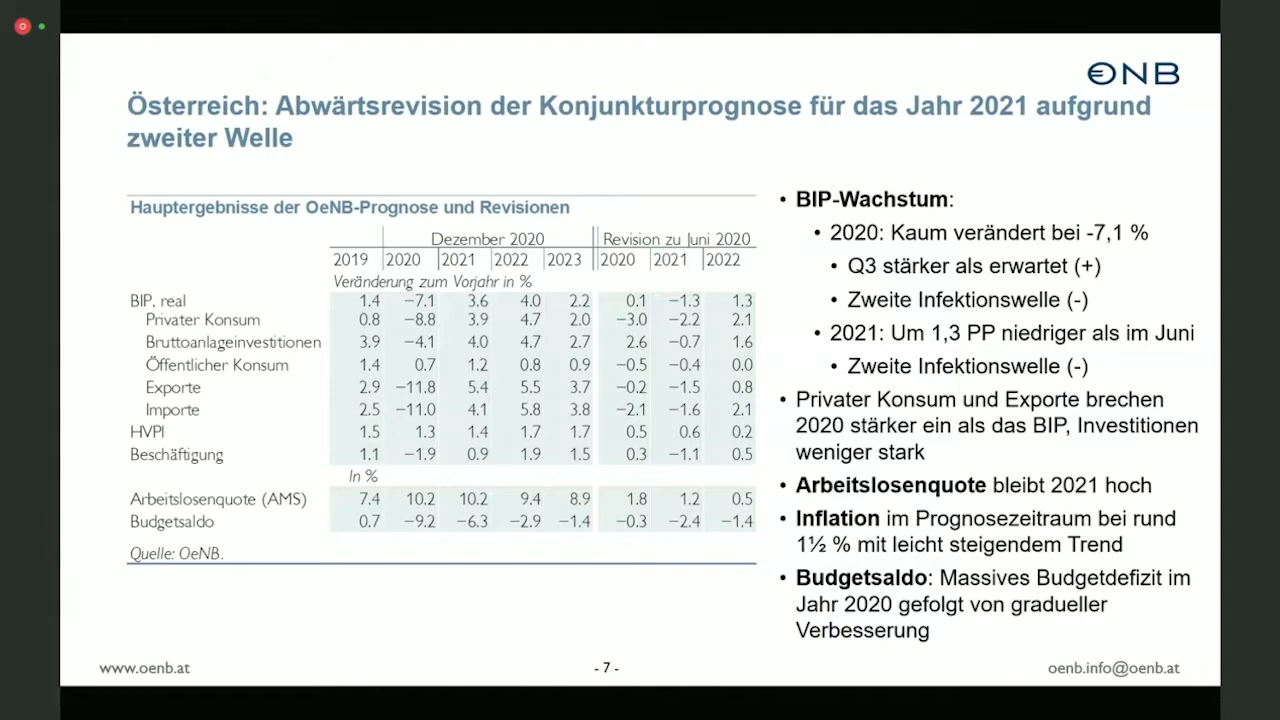 ONB
Österreich: Abwärtsrevision der Konjunkturprognose für das Jahr 2021 aufgrund
zweiter Welle
Hauptergebnisse der OeNB-Prognose und Revisionen
Dezember 2020 Revision zu Juni 2020
2019 2020 2021 2022 2023 2020 2021 2022
Veränderung zum Vorjahr in %
BIP, real 1.4 −7.1 3.6 4.0 2.2 0.1 −1.3 1.3
Privater Konsum 0.8 −8.8 3.9 4.7 2.0 −3.0 −2.2 2.1
Bruttoanlageinvestitionen 3.9 −4.1 4.0 4.7 2.7 2.6 −0.7 1.6
Öffentlicher Konsum 1.4 0.7 1.2 0.8 0.9 −0.5 −0.4 0.0
Exporte 2.9 −11.8 5.4 5.5 3.7 −0.2 −1.5 0.8
Importe 2.5 −11.0 4.1 5.8 3.8 −2.1 −1.6 2.1
HVPI 1.5 1.3 1.4 1.7 1.7 0.5 0.6 0.2
Beschäftigung 1.1 −1.9 0.9 1.9 1.5 0.3 −1.1 0.5
In %
Arbeitslosenquote (AMS) 7.4 10.2 10.2 9.4 8.9 1.8 1.2 0.5
Budgetsaldo 0.7 −9.2 −6.3 −2.9 −1.4 −0.3 −2.4 −1.4
Quelle: OeNB.
• BIP-Wachstum:
• 2020: Kaum verändert bei -7,1 %
• Q3 stärker als erwartet (+)
• Zweite Infektionswelle (-)
• 2021: Um 1,3 PP niedriger als im Juni
• Zweite Infektionswelle (-)
• Privater Konsum und Exporte brechen
2020 stärker ein als das BIP, Investitionen
weniger stark
• Arbeitslosenquote bleibt 2021 hoch
• Inflation im Prognosezeitraum bei rund
1½ % mit leicht steigendem Trend
• Budgetsaldo: Massives Budgetdefizit im
Jahr 2020 gefolgt von gradueller
Verbesserung
www.oenb.at - 7 - oenb.info@oenb.at